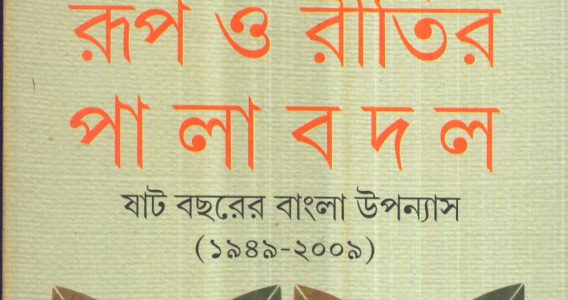 রূপ ও রীতির
পালাবদল
ষাট বছরের বাংলা উপন্যাস
(১৯৪৯-২০০৯)